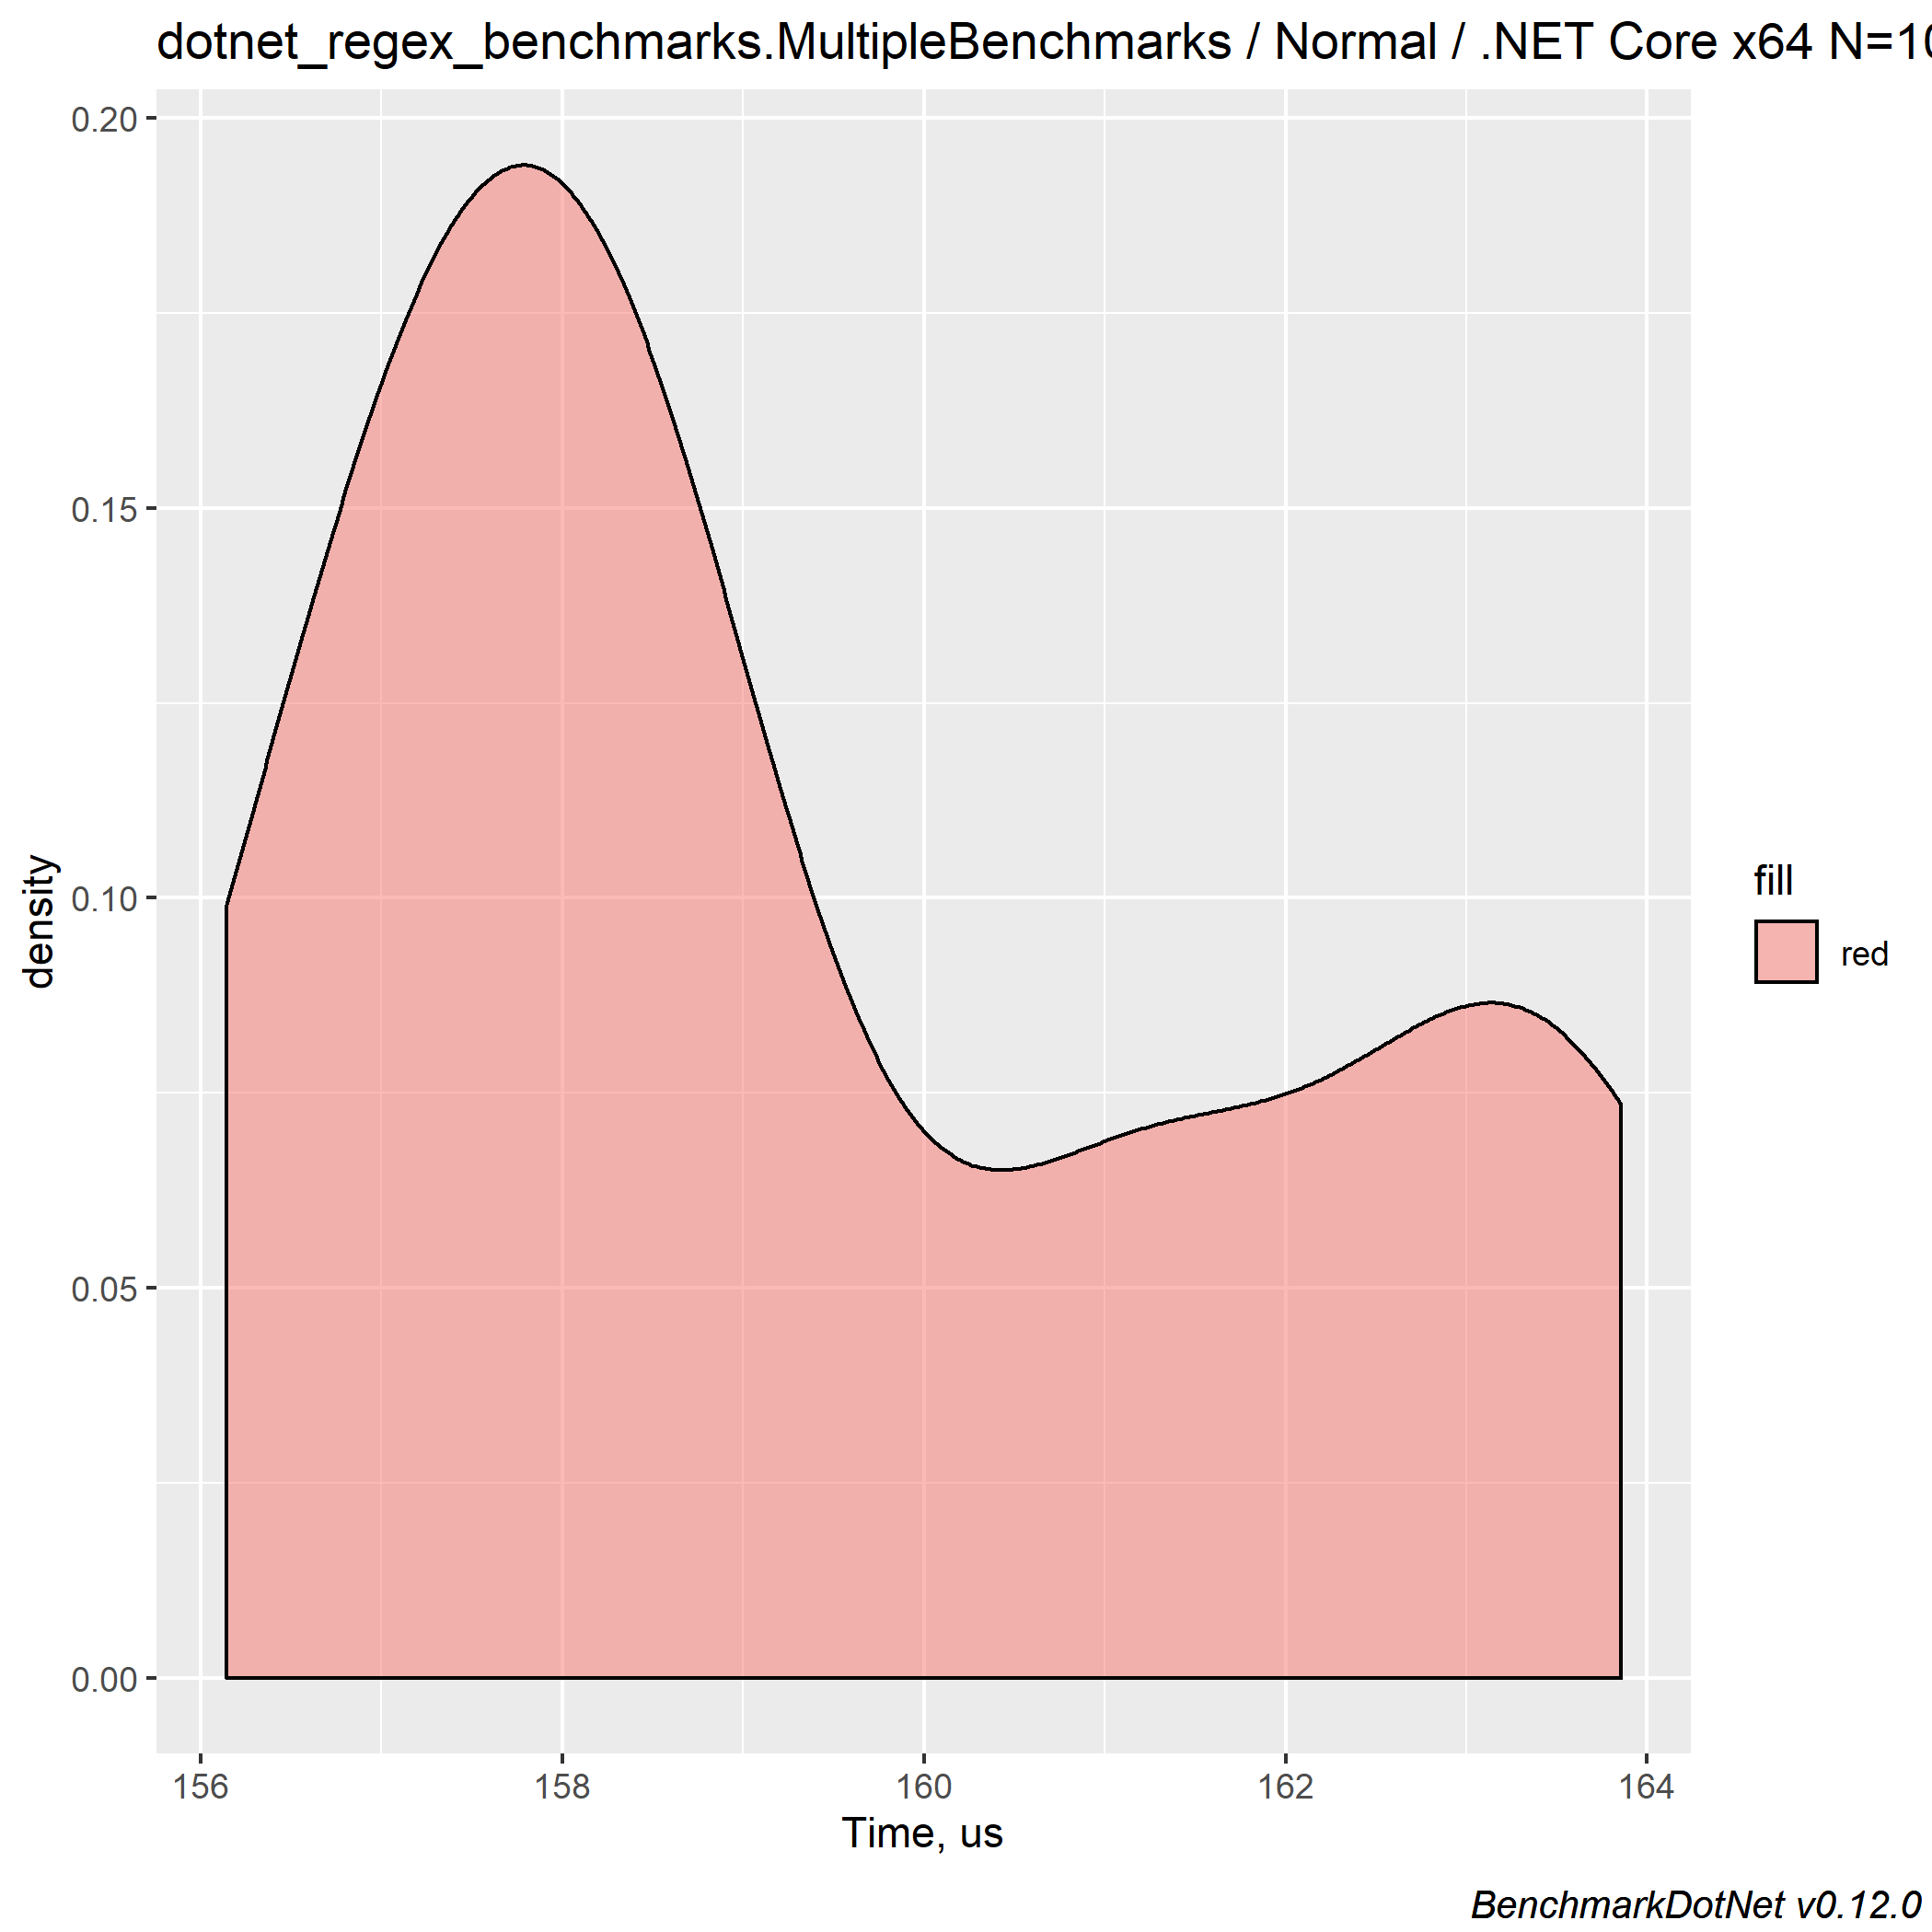 dotnet_regex_benchmarks.MultipleBenchmarks / Normal / .NET Core x64 N=10
0.20
0.15
0.10
0.05
0.00
density
156 158 160 162 164
Time, us
fill
red
BenchmarkDotNet v0.12.0